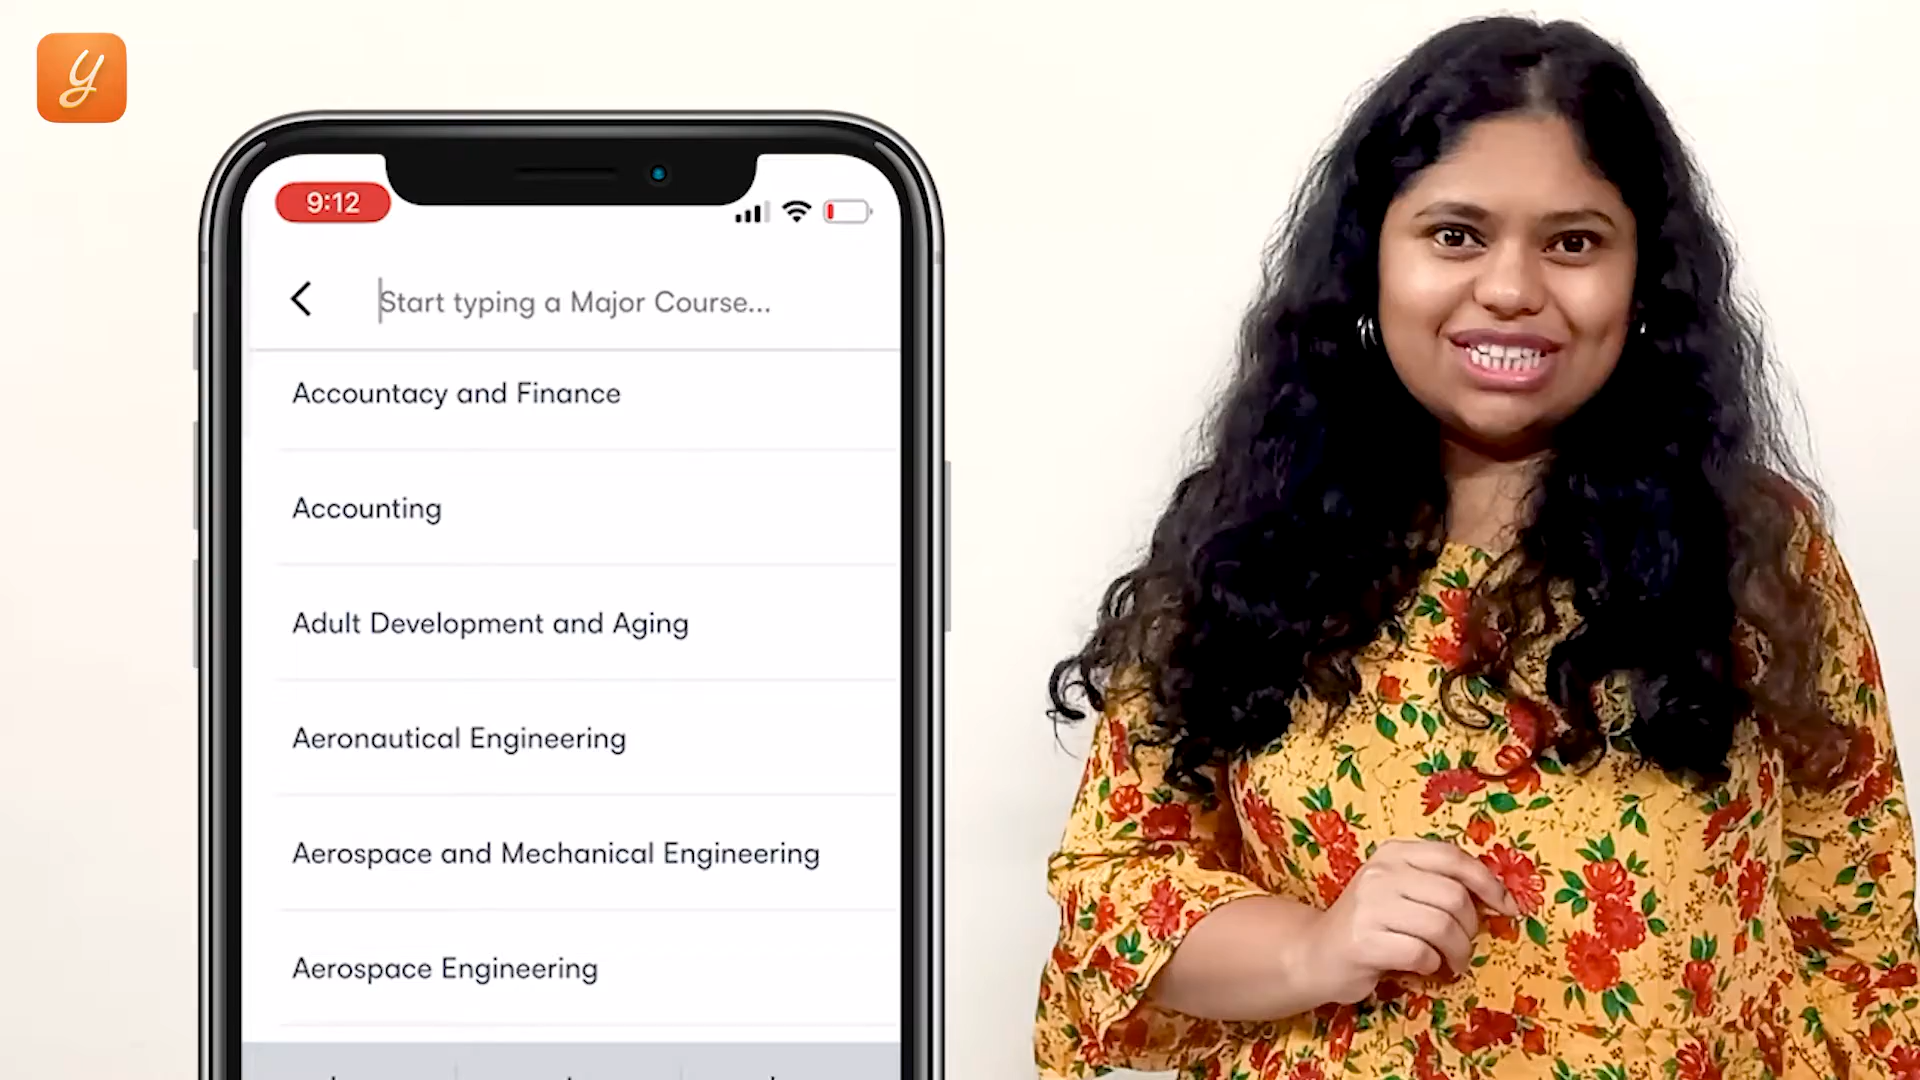 y
9:12
Start typing a Major Course...
Accountacy and Finance
Accounting
Adult Development and Aging
Aeronautical Engineering
Aerospace and Mechanical Engineering
Aerospace Engineering